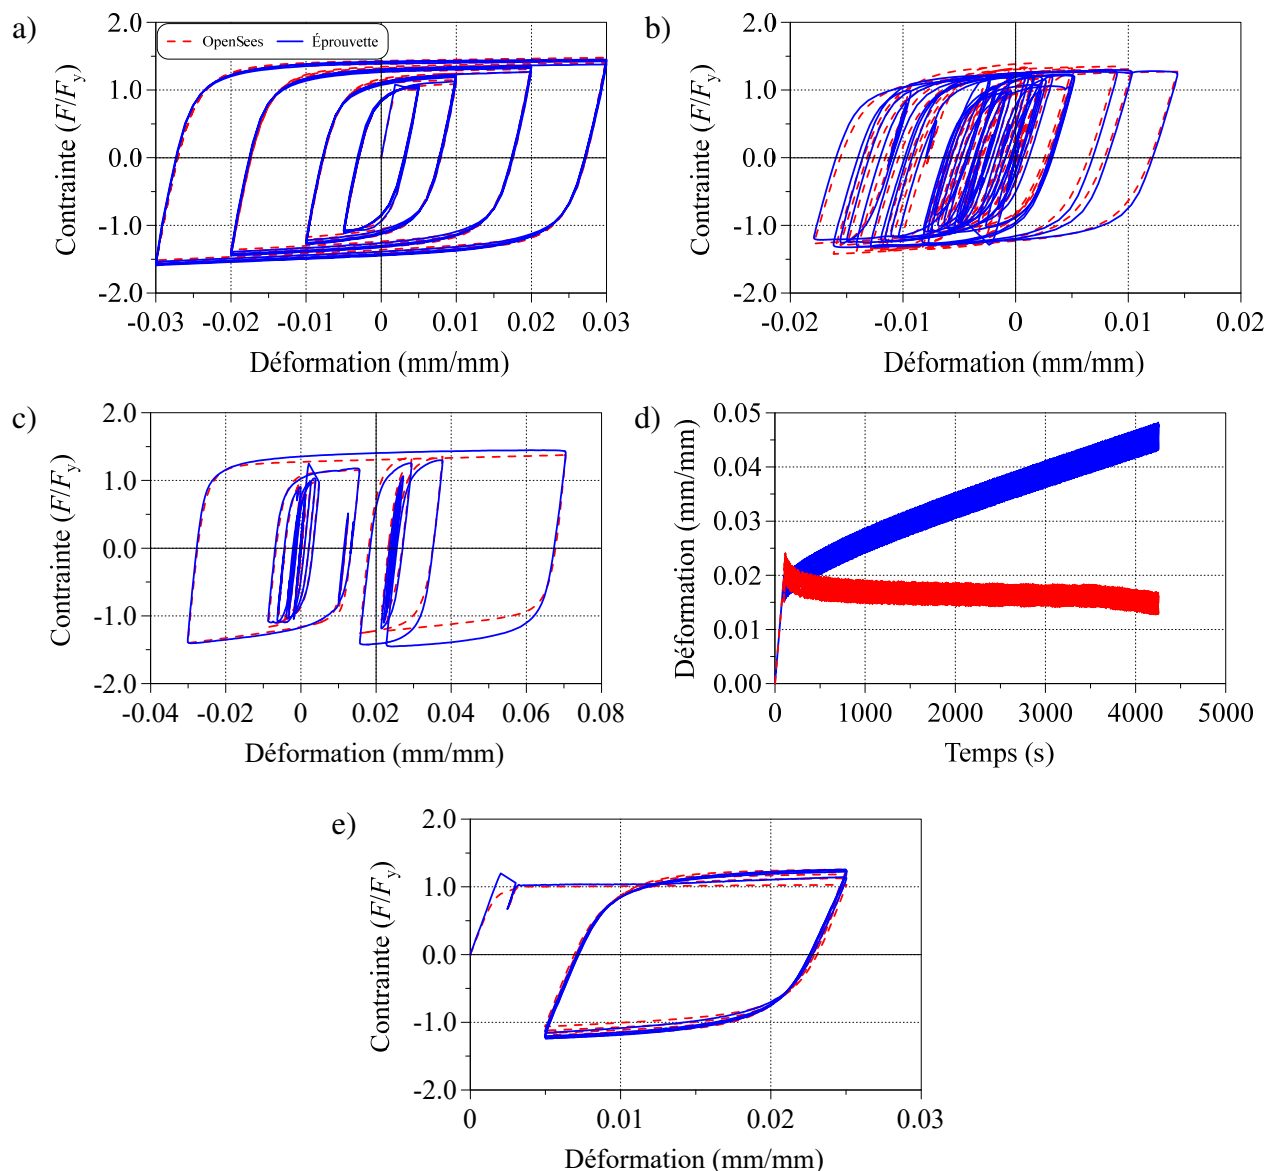 a)
OpenSees
Éprouvette
2.0
1.0
0.0
-1.0
-2.0
Contrainte (F/Fy)
-0.03 -0.02 -0.01 0 0.01 0.02 0.03
Déformation (mm/mm)
b)
2.0
1.0
0.0
-1.0
-2.0
Contrainte (F/Fy)
-0.02 -0.01 0 0.01 0.02
Déformation (mm/mm)
c)
2.0
1.0
0.0
-1.0
-2.0
Contrainte (F/Fy)
-0.04 -0.02 0 0.02 0.04 0.06 0.08
Déformation (mm/mm)
d)
0.05
0.04
0.03
0.02
0.01
0.00
Déformation (mm/mm)
0 1000 2000 3000 4000 5000
Temps (s)
e)
2.0
1.0
0.0
-1.0
-2.0
Contrainte (F/Fy)
0 0.01 0.02 0.03
Déformation (mm/mm)